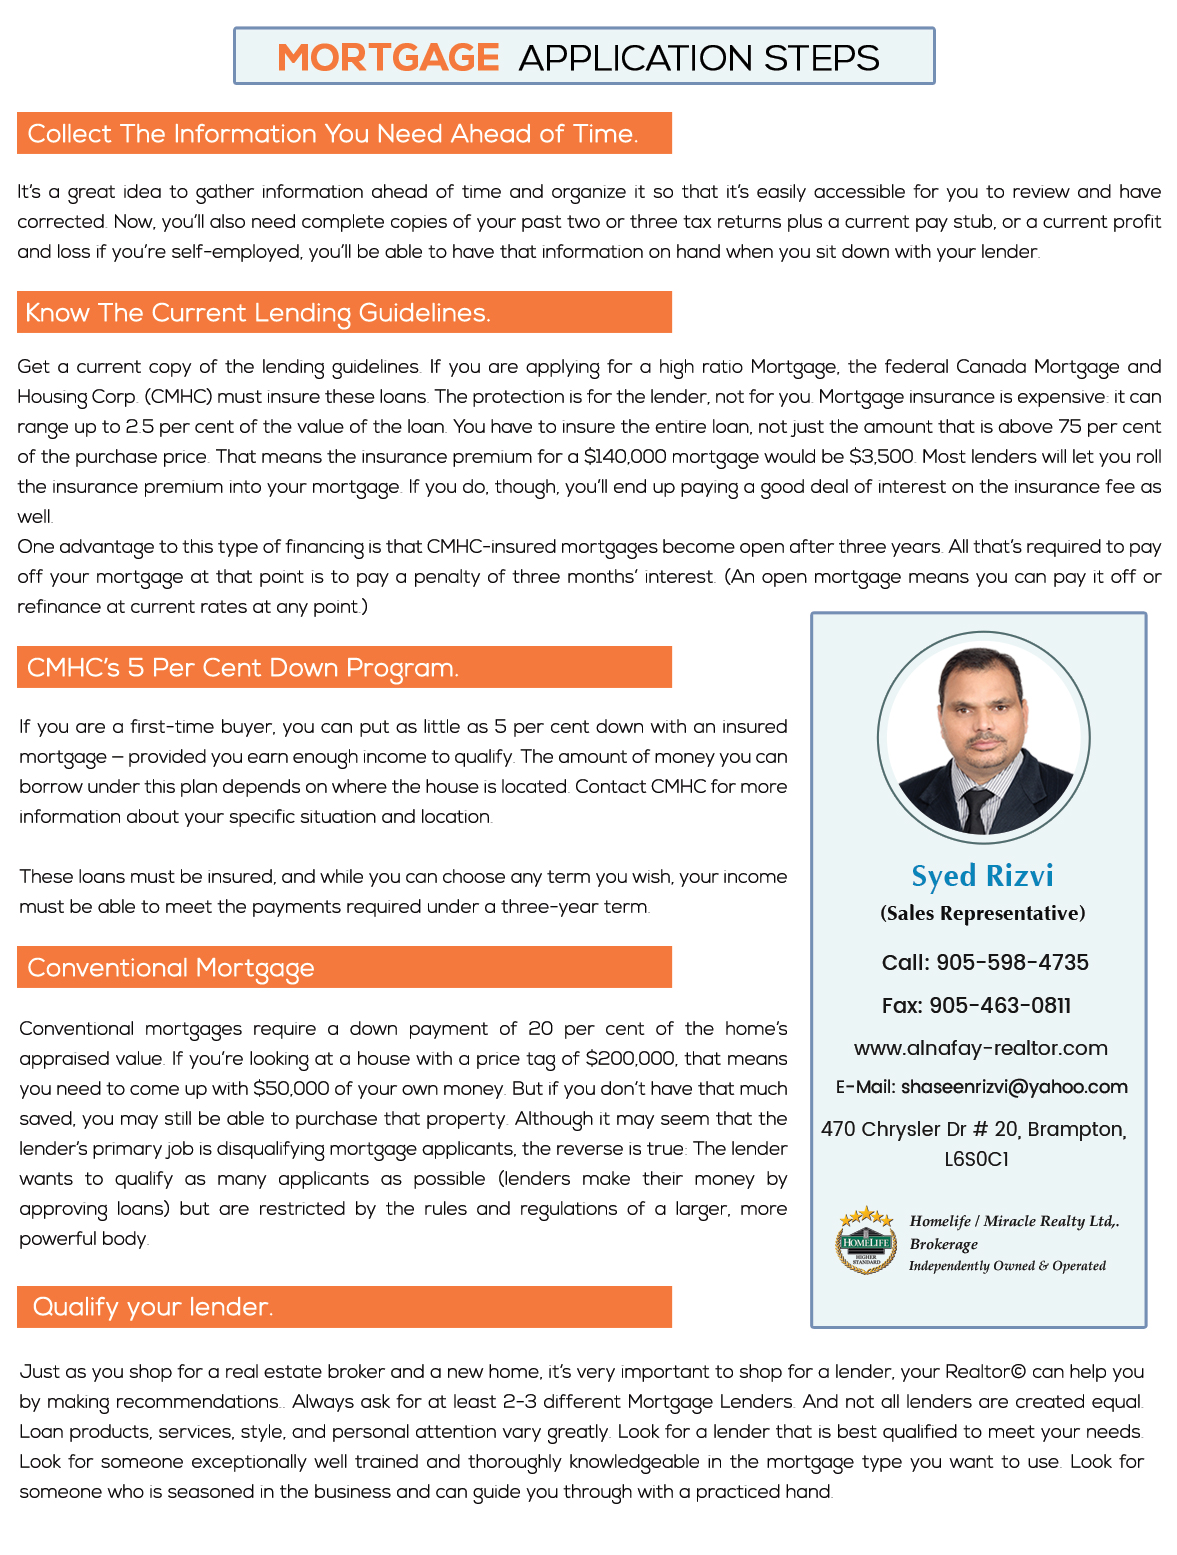 MORTGAGE APPLICATION STEPS
Collect The Information You Need Ahead of Time.
It's a great idea to gather information ahead of time and organize it so that it's easily accessible for you to review and have
corrected. Now, you'll also need complete copies of your past two or three tax returns plus a current pay stub, or a current profit
and loss if you're self-employed, you'll be able to have that information on hand when you sit down with your lender.
Know The Current Lending Guidelines.
Get a current copy of the lending guidelines. If you are applying for a high ratio Mortgage, the federal Canada Mortgage and
Housing Corp. (CMHC) must insure these loans. The protection is for the lender, not for you. Mortgage insurance is expensive: it can
range up to 2.5 per cent of the value of the loan. You have to insure the entire loan, not just the amount that is above 75 per cent
of the purchase price. That means the insurance premium for a $140,000 mortgage would be $3,500. Most lenders will let you roll
the insurance premium into your mortgage. If you do, though, you'll end up paying a good deal of interest on the insurance fee as
well.
One advantage to this type of financing is that CMHC-insured mortgages become open after three years. All that's required to pay
off your mortgage at that point is to pay a penalty of three months' interest. (An open mortgage means you can pay it off or
refinance at current rates at any point.)
CMHC's 5 Per Cent Down Program.
If you are a first-time buyer, you can put as little as 5 per cent down with an insured
mortgage — provided you earn enough income to qualify. The amount of money you can
borrow under this plan depends on where the house is located. Contact CMHC for more
information about your specific situation and location.
These loans must be insured, and while you can choose any term you wish, your income
must be able to meet the payments required under a three-year term.
Conventional Mortgage
Conventional mortgages require a down payment of 20 per cent of the home's
appraised value. If you're looking at a house with a price tag of $200,000, that means
you need to come up with $50,000 of your own money. But if you don't have that much
saved, you may still be able to purchase that property. Although it may seem that the
lender's primary job is disqualifying mortgage applicants, the reverse is true: The lender
wants to qualify as many applicants as possible (lenders make their money by
approving loans) but are restricted by the rules and regulations of a larger, more
powerful body.
Syed Rizvi
(Sales Representative)
Call: 905-598-4735
Fax: 905-463-0811
www.alnafay-realtor.com
E-Mail: shaseenrizvi@yahoo.com
470 Chrysler Dr # 20, Brampton,
L6S0C1
HOMELIFE
HIGHER
STANDARD
Homelife / Miracle Realty Ltd,.
Brokerage
Independently Owned & Operated
Qualify your lender.
Just as you shop for a real estate broker and a new home, it's very important to shop for a lender, your Realtor© can help you
by making recommendations.. Always ask for at least 2-3 different Mortgage Lenders. And not all lenders are created equal.
Loan products, services, style, and personal attention vary greatly. Look for a lender that is best qualified to meet your needs.
Look for someone exceptionally well trained and thoroughly knowledgeable in the mortgage type you want to use. Look for
someone who is seasoned in the business and can guide you through with a practiced hand.